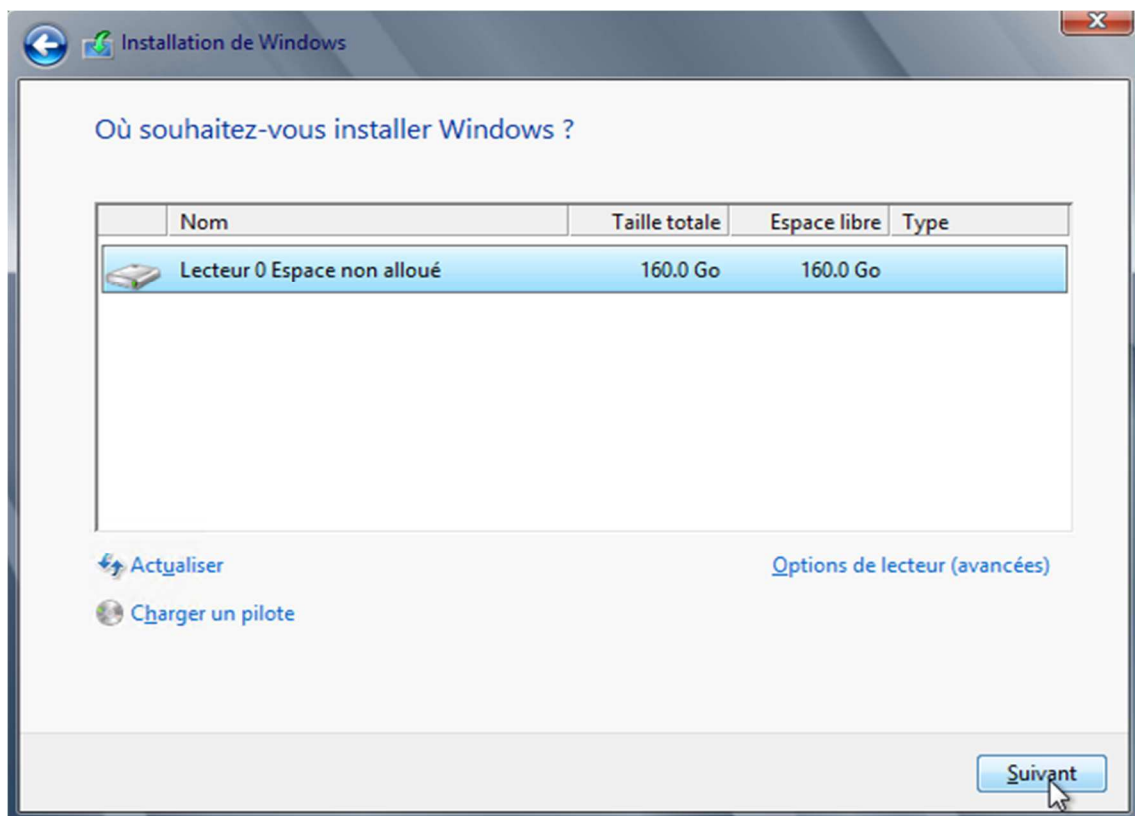 Installation de Windows
Où souhaitez-vous installer Windows ?
Nom Taille totale Espace libre Type
Lecteur 0 Espace non alloué 160.0 Go 160.0 Go
Actualiser Options de lecteur (avancées)
Charger un pilote
Suivant